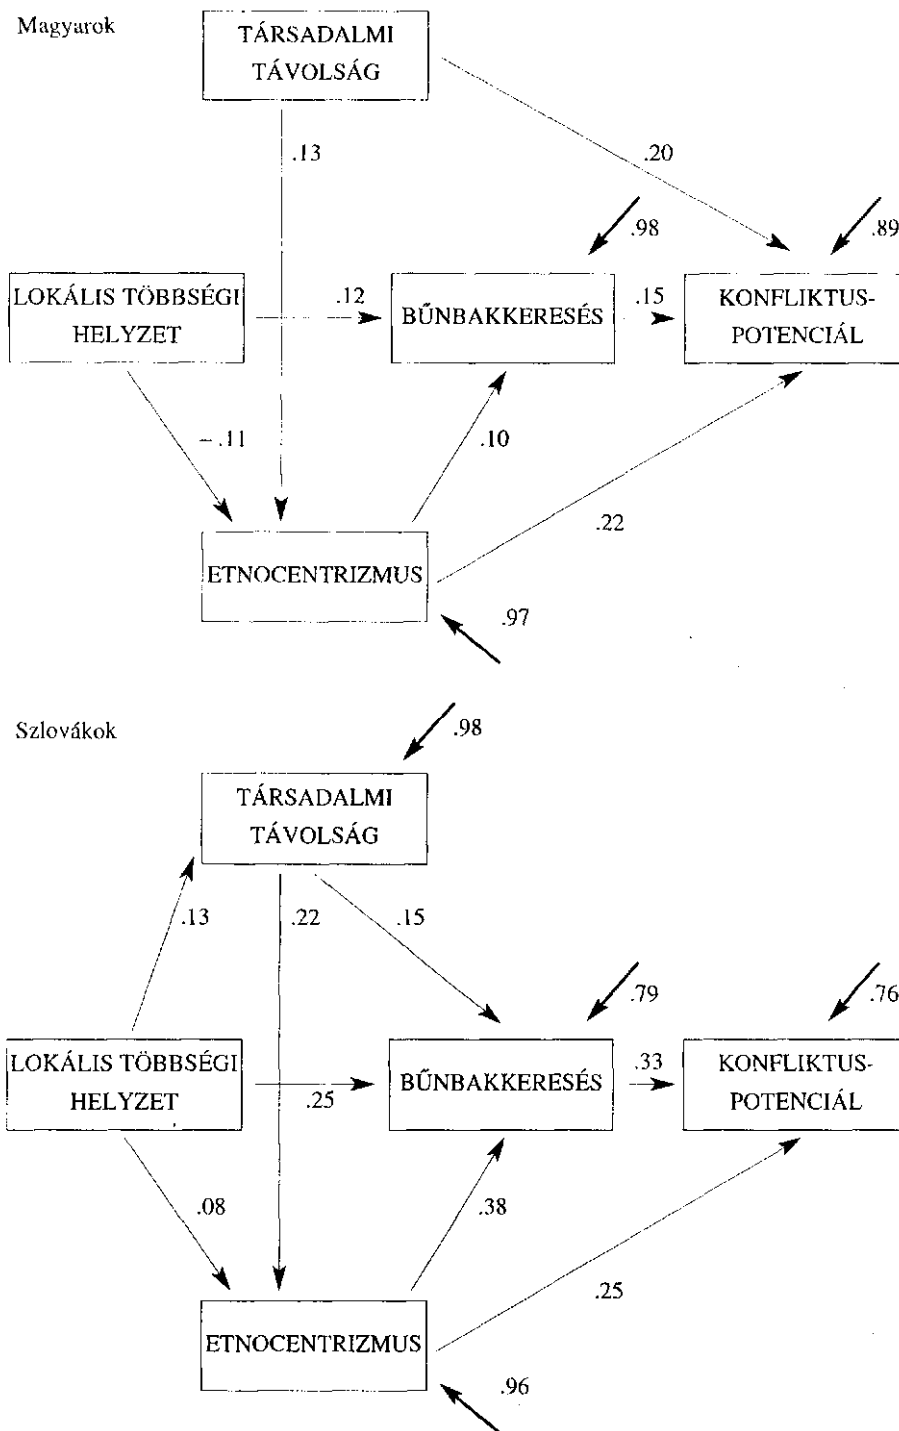 Magyarok
TÁRSADALMI
TÁVOLSÁG
.13
.20
.98
.89
LOKÁLIS TÖBBSÉGI
HELYZET
.12
BŰNBAKKERESÉS
.15
KONFLIKTUS-
POTENCIÁL
– .11
.10
.22
ETNOCENTRIZMUS
.97
Szlovákok
.98
TÁRSADALMI
TÁVOLSÁG
.13
.22
.15
.79
.76
LOKÁLIS TÖBBSÉGI
HELYZET
.25
BŰNBAKKERESÉS
.33
KONFLIKTUS-
POTENCIÁL
.08
.38
.25
ETNOCENTRIZMUS
.96